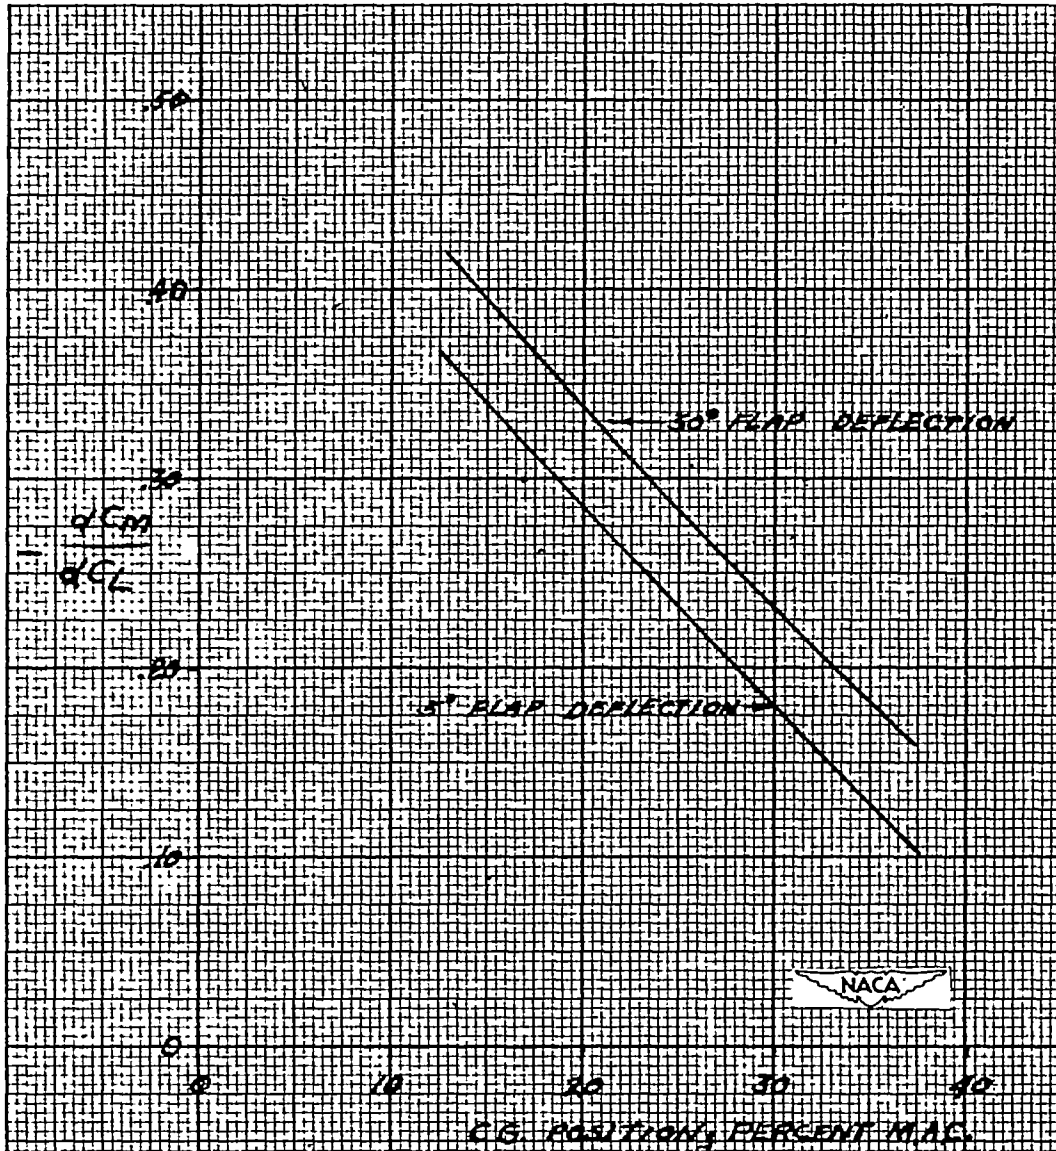 .50
.40
30° FLAP DEFLECTION
.30
- dCm
dCL
.20
5° FLAP DEFLECTION
.10
NACA
0
0 10 20 30 40
C.G. POSITION, PERCENT M.A.C.